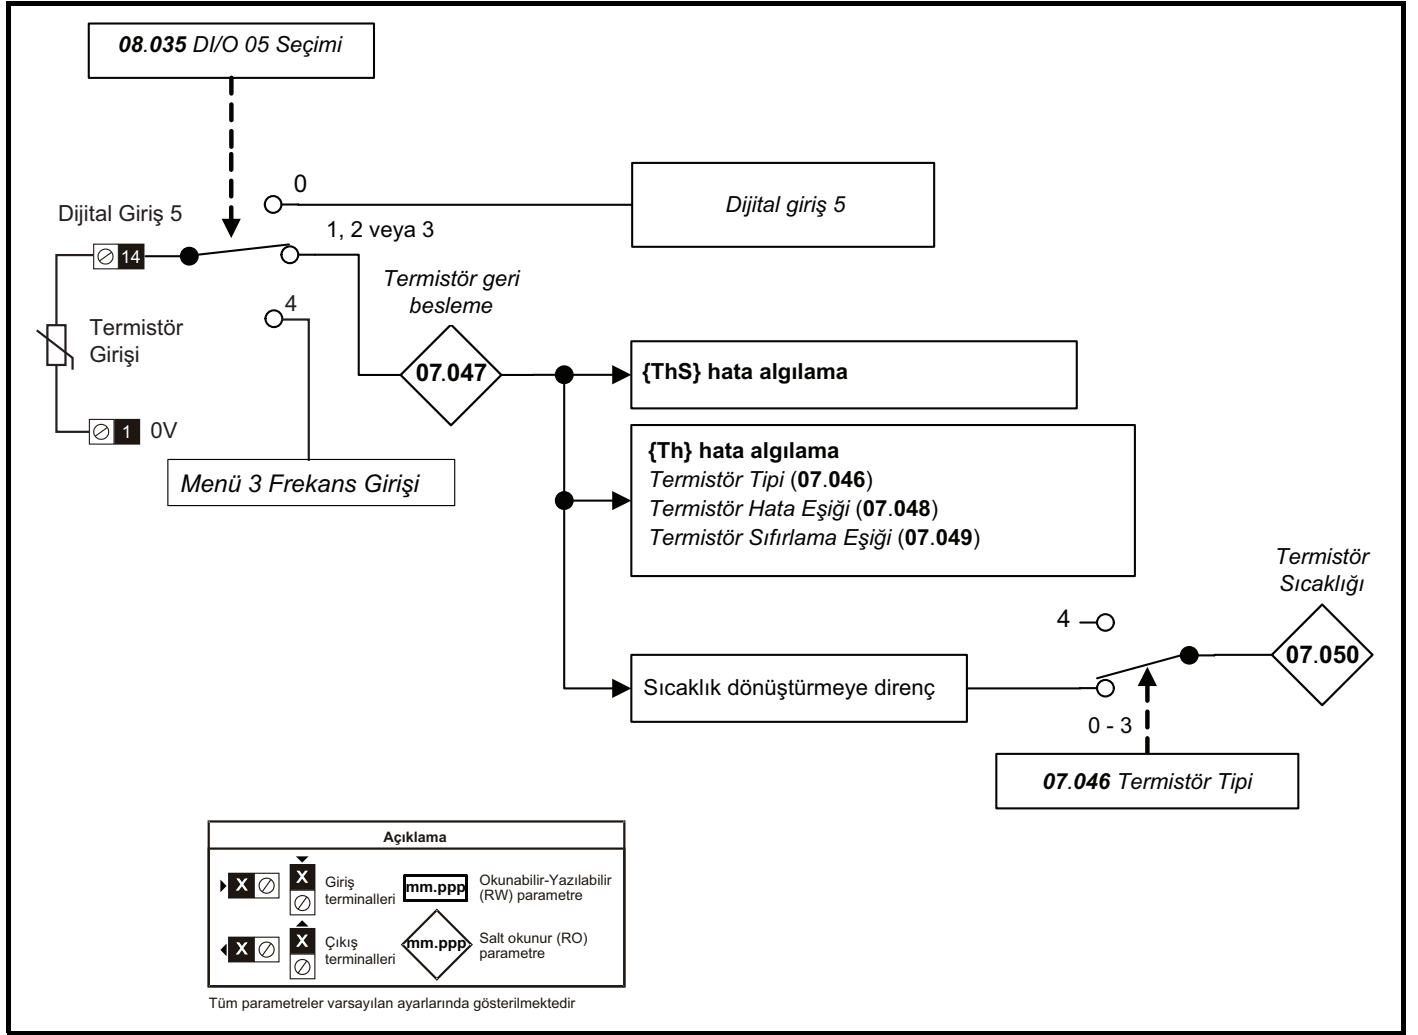 08.035 DI/O 05 Seçimi
0
Dijital giriş 5
Dijital Giriş 5
1, 2 veya 3
14
Termistör geri
besleme
4
Termistör
Girişi
07.047
{ThS} hata algılama
1 0V
Menü 3 Frekans Girişi
{Th} hata algılama
Termistör Tipi (07.046)
Termistör Hata Eşiği (07.048)
Termistör Sıfırlama Eşiği (07.049)
Termistör
Sıcaklığı
4
07.050
Sıcaklık dönüştürmeye direnç
0 - 3
07.046 Termistör Tipi
Açıklama
X
X
Giriş
terminalleri
mm.ppp
Okunabilir-Yazılabilir
(RW) parametre
X
X
Çıkış
terminalleri
mm.ppp
Salt okunur (RO)
parametre
Tüm parametreler varsayılan ayarlarında gösterilmektedir